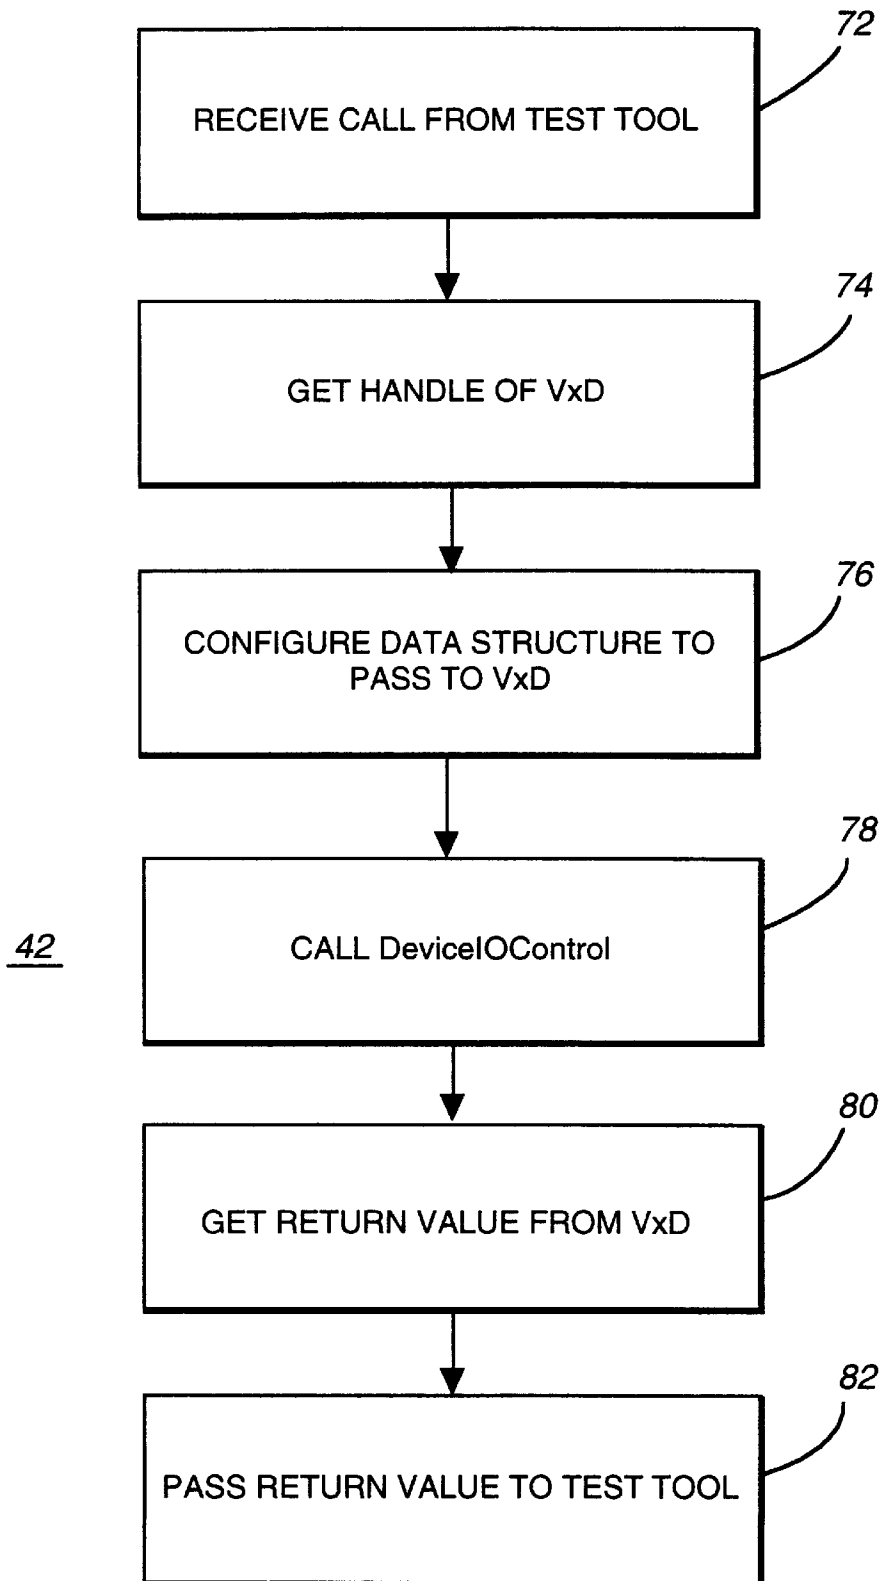 72
RECEIVE CALL FROM TEST TOOL
74
GET HANDLE OF VxD
76
CONFIGURE DATA STRUCTURE TO
PASS TO VxD
78
CALL DeviceIOControl
42
80
GET RETURN VALUE FROM VxD
82
PASS RETURN VALUE TO TEST TOOL